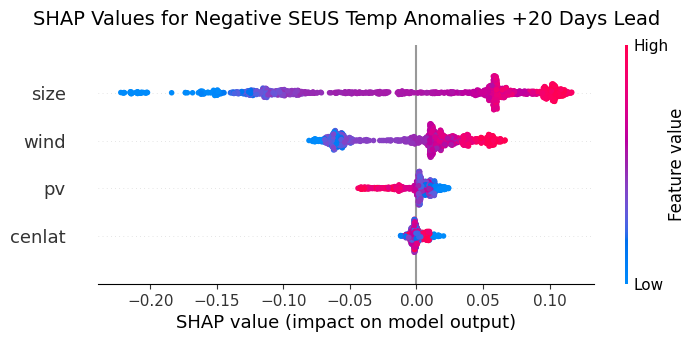 SHAP Values for Negative SEUS Temp Anomalies +20 Days Lead
High
size
wind
pv
cenlat
Feature value
Low
−0.20 −0.15 −0.10 −0.05 0.00 0.05 0.10
SHAP value (impact on model output)